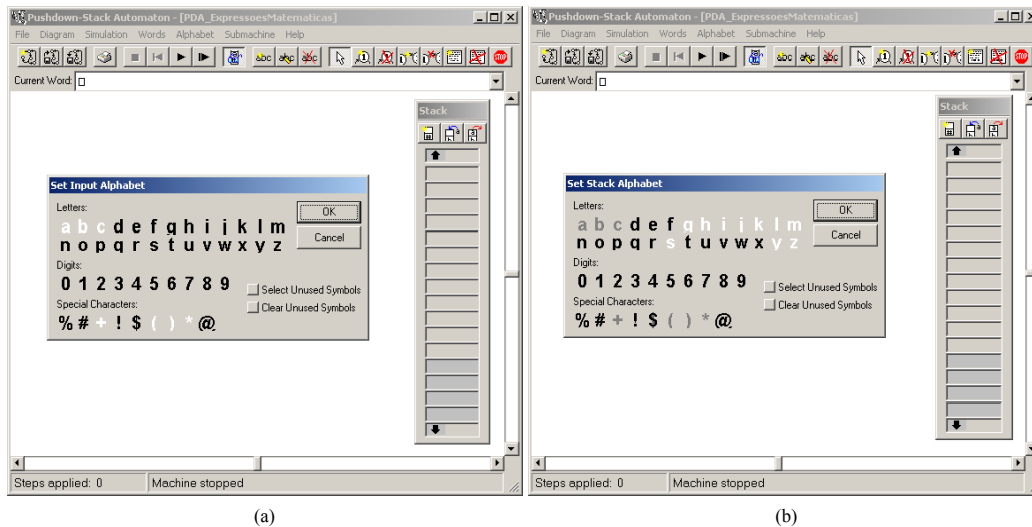 Pushdown-Stack Automaton - [PDA_ExpressoesMatematicas]
File Diagram Simulation Words Alphabet Submachine Help
Current Word:
Stack
Set Input Alphabet
Letters:
a b c d e f g h i j k l m
n o p q r s t u v w x y z
OK
Cancel
Digits:
0 1 2 3 4 5 6 7 8 9
Select Unused Symbols
Special Characters:
Clear Unused Symbols
% # + ! $ ( ) * @
Steps applied: 0
Machine stopped
(a)
Pushdown-Stack Automaton - [PDA_ExpressoesMatematicas]
File Diagram Simulation Words Alphabet Submachine Help
Current Word:
Stack
Set Stack Alphabet
Letters:
a b c d e f g h i j k l m
n o p q r s t u v w x y z
OK
Cancel
Digits:
0 1 2 3 4 5 6 7 8 9
Select Unused Symbols
Special Characters:
Clear Unused Symbols
% # + ! $ ( ) * @
Steps applied: 0
Machine stopped
(b)